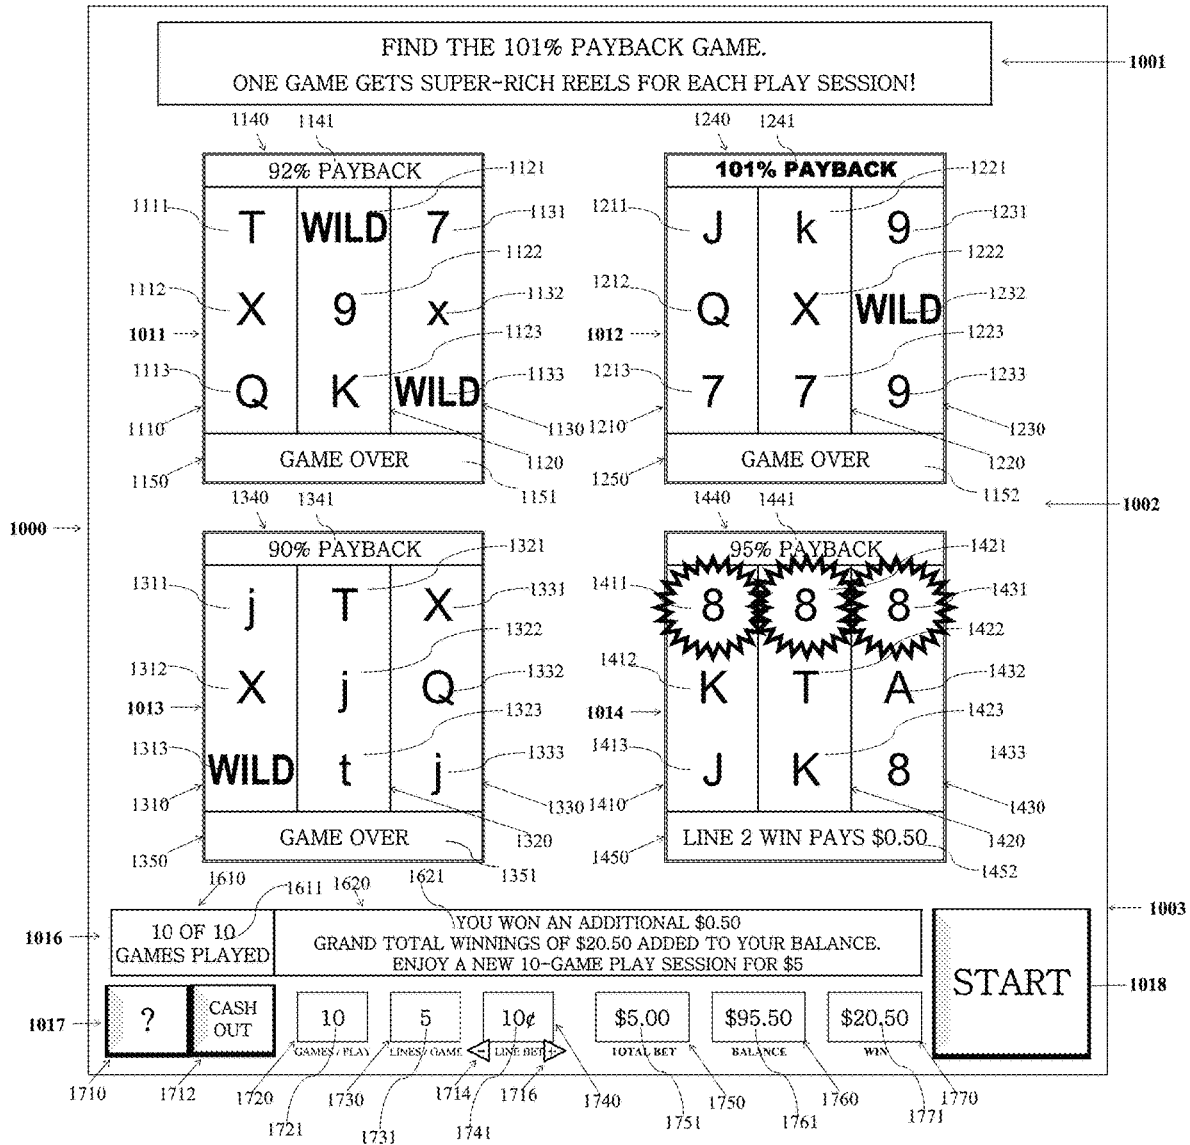 FIND THE 101% PAYBACK GAME.
ONE GAME GETS SUPER-RICH REELS FOR EACH PLAY SESSION!
1001
1140 1141 1240 1241
92% PAYBACK 1121 101% PAYBACK 1221
1111 T WILD 7 1131 1211 J k 9 1231
1122 1222
1112 X 9 x 1132 1212 Q X WILD 1232
1011 1123 1012 1223
1113 Q K WILD 1133 1213 7 7 9 1233
1110 1130 1210 1230
1150 GAME OVER 1120 1250 GAME OVER 1220
1151 1152
1340 1341 1440 1441
1000 1002
90% PAYBACK 1321 95% PAYBACK 1421
1311 j T X 1331 1411 8 8 8 1431
1322 1422
1312 X j Q 1332 1412 K T A 1432
1013 1323 1014 1423
1313 WILD t j 1333 1413 J K 8 1433
1310 1330 1410 1430
1350 GAME OVER 1320 1450 LINE 2 WIN PAYS $0.50 1420
1351 1452
1610 1611 1620 1621
1003
1016 10 OF 10
GAMES PLAYED
YOU WON AN ADDITIONAL $0.50
GRAND TOTAL WINNINGS OF $20.50 ADDED TO YOUR BALANCE.
ENJOY A NEW 10-GAME PLAY SESSION FOR $5
START 1018
1017 ? CASH
OUT
10 5 10¢ $5.00 $95.50 $20.50
GAMES / PLAY LINES / GAME - LINE BET + TOTAL BET BALANCE WIN
1710 1712 1720 1730 1714 1716 1740 1750 1760 1770
1721 1731 1741 1751 1761 1771